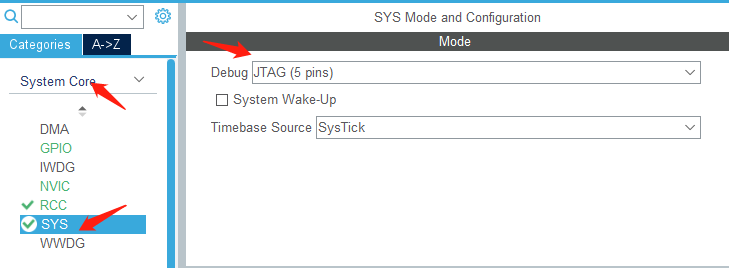 SYS Mode and Configuration
Categories A->Z
Mode
System Core
Debug JTAG (5 pins)
System Wake-Up
Timebase Source SysTick
DMA
GPIO
IWDG
NVIC
RCC
SYS
WWDG